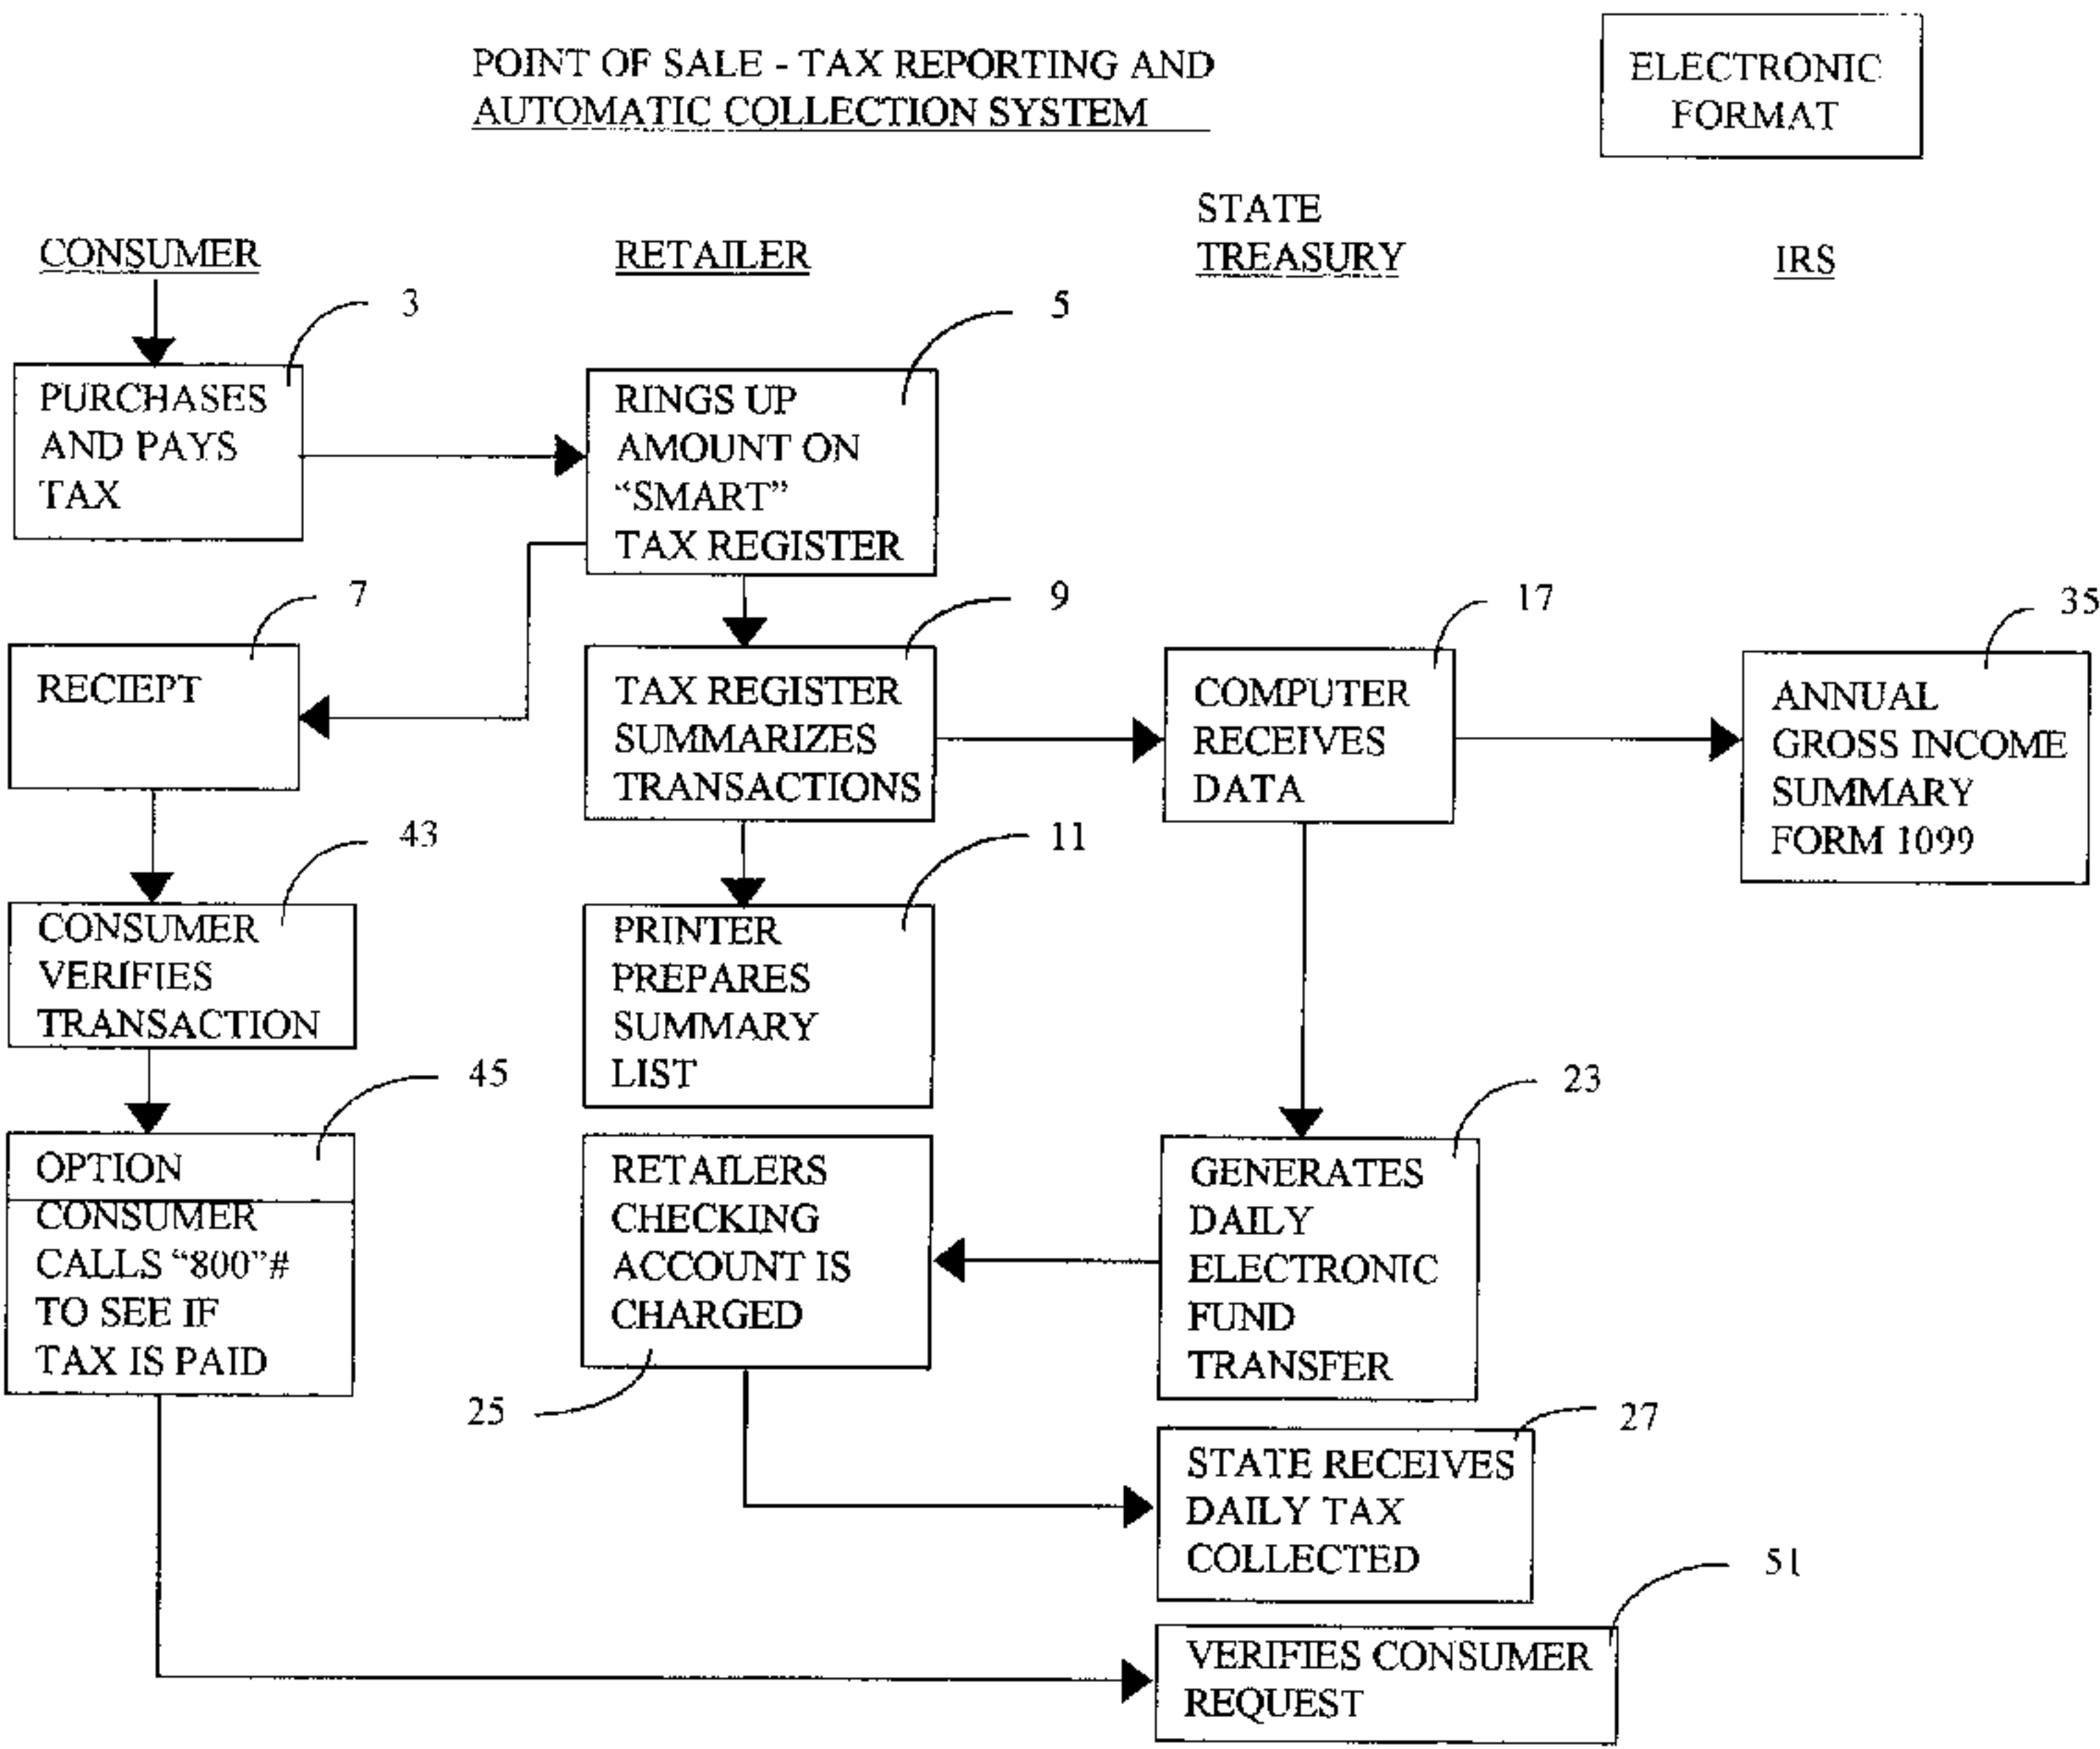 POINT OF SALE - TAX REPORTING AND
AUTOMATIC COLLECTION SYSTEM
ELECTRONIC
FORMAT
CONSUMER
RETAILER
STATE
TREASURY
IRS
3
PURCHASES
AND PAYS
TAX
5
RINGS UP
AMOUNT ON
“SMART”
TAX REGISTER
7
RECIEPT
9
TAX REGISTER
SUMMARIZES
TRANSACTIONS
17
COMPUTER
RECEIVES
DATA
35
ANNUAL
GROSS INCOME
SUMMARY
FORM 1099
43
CONSUMER
VERIFIES
TRANSACTION
11
PRINTER
PREPARES
SUMMARY
LIST
45
OPTION
CONSUMER
CALLS “800”#
TO SEE IF
TAX IS PAID
RETAILERS
CHECKING
ACCOUNT IS
CHARGED
25
23
GENERATES
DAILY
ELECTRONIC
FUND
TRANSFER
27
STATE RECEIVES
DAILY TAX
COLLECTED
51
VERIFIES CONSUMER
REQUEST